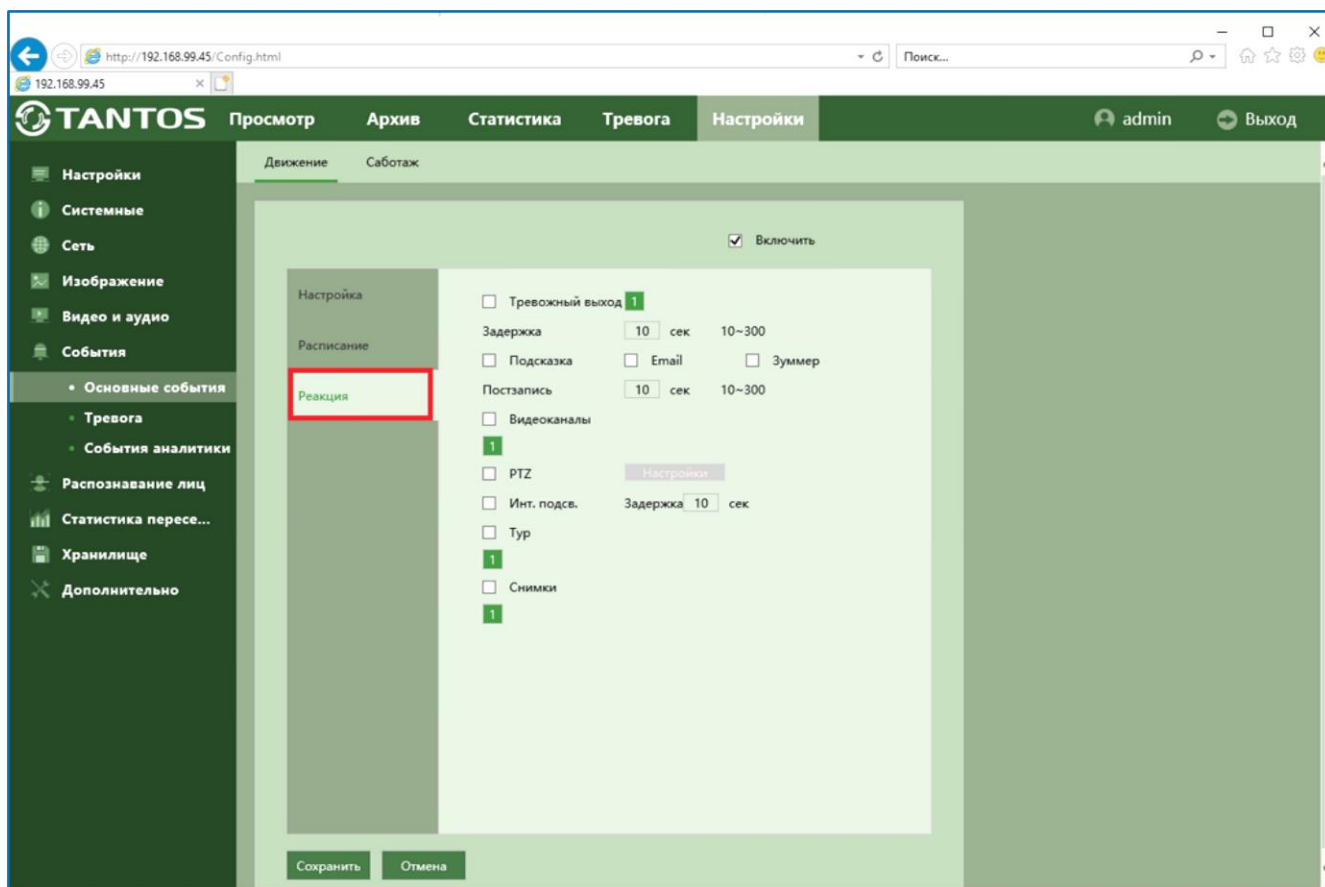 http://192.168.99.45/Config.html
Поиск...
192.168.99.45
TANTOS
Просмотр Архив Статистика Тревога Настройки
admin Выход
Движение Саботаж
Настройки
Системные
Сеть
Изображение
Видео и аудио
События
• Основные события
• Тревога
• События аналитики
Распознавание лиц
Статистика пересе...
Хранилище
Дополнительно
Включить
Настройка
Расписание
Реакция
Тревожный выход 1
Задержка 10 сек 10~300
Подсказка Email Зуммер
Постзапись 10 сек 10~300
Видеоканалы
1
PTZ Настройки
Инт. подсв. Задержка 10 сек
Тур
1
Снимки
1
Сохранить Отмена